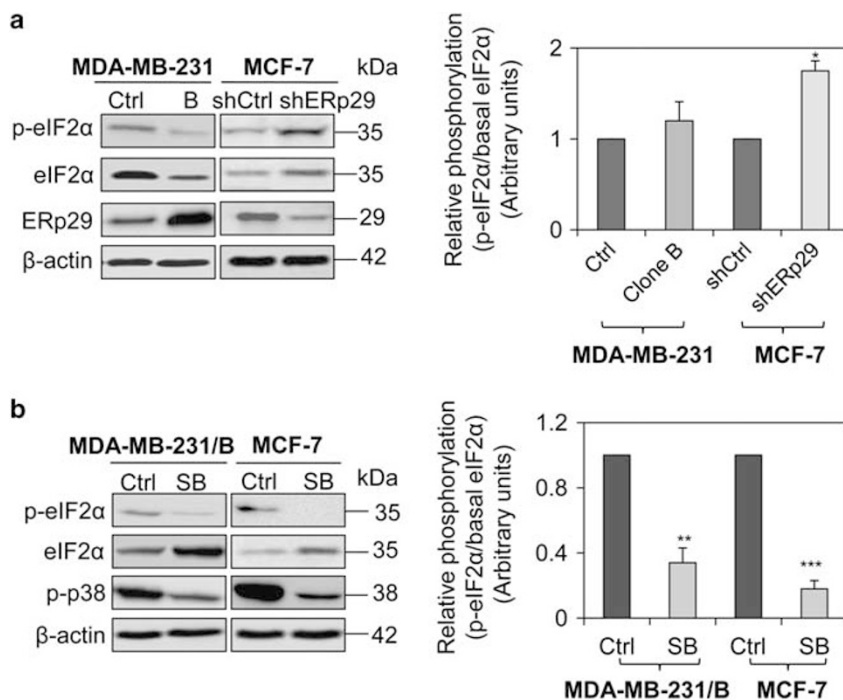 a
MDA-MB-231 MCF-7 kDa
Ctrl B shCtrl shERp29
p-eIF2α 35
eIF2α 35
ERp29 29
β-actin 42
Relative phosphorylation
(p-eIF2α/basal eIF2α)
(Arbitrary units)
2
1
0
*
Ctrl Clone B shCtrl shERp29
MDA-MB-231 MCF-7
b
MDA-MB-231/B MCF-7 kDa
Ctrl SB Ctrl SB
p-eIF2α 35
eIF2α 35
p-p38 38
β-actin 42
Relative phosphorylation
(p-eIF2α/basal eIF2α)
(Arbitrary units)
1.2
0.8
0.4
0
** ***
Ctrl SB Ctrl SB
MDA-MB-231/B MCF-7